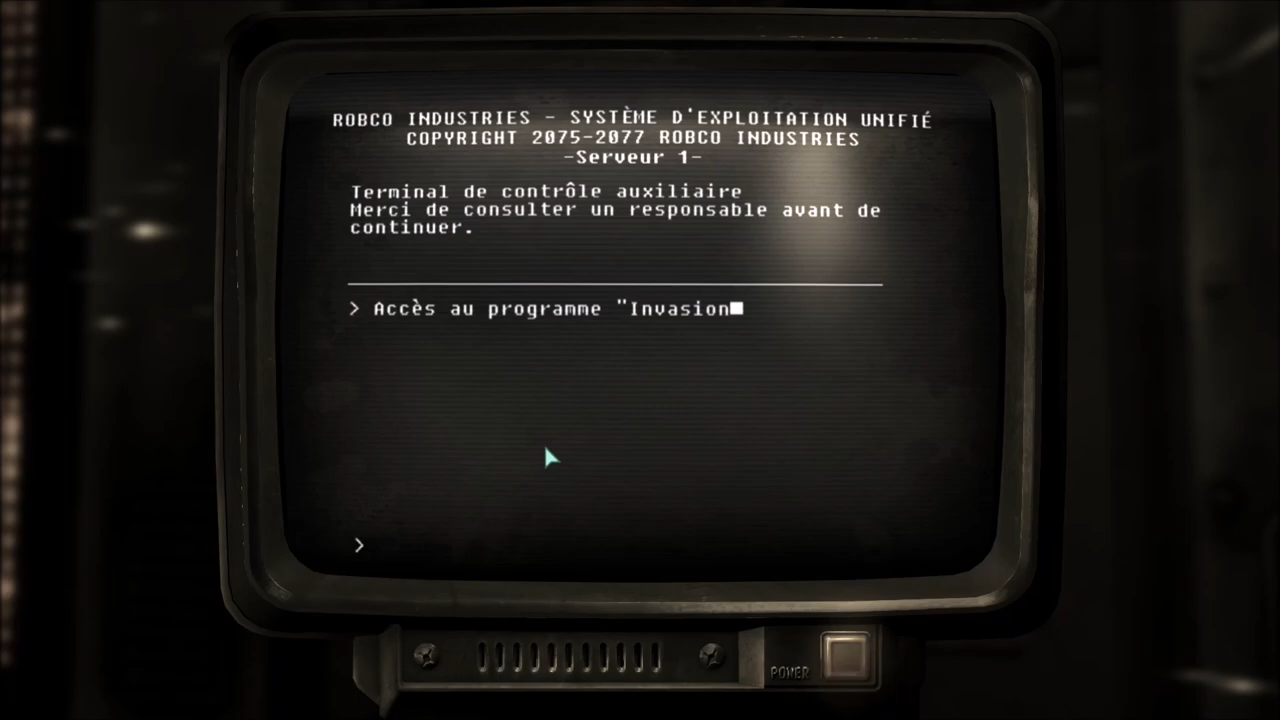 ROBCO INDUSTRIES - SYSTÈME D'EXPLOITATION UNIFIÉ
COPYRIGHT 2075-2077 ROBCO INDUSTRIES
-Serveur 1-
Terminal de contrôle auxiliaire
Merci de consulter un responsable avant de
continuer.
> Accès au programme "Invasion
>
POWER